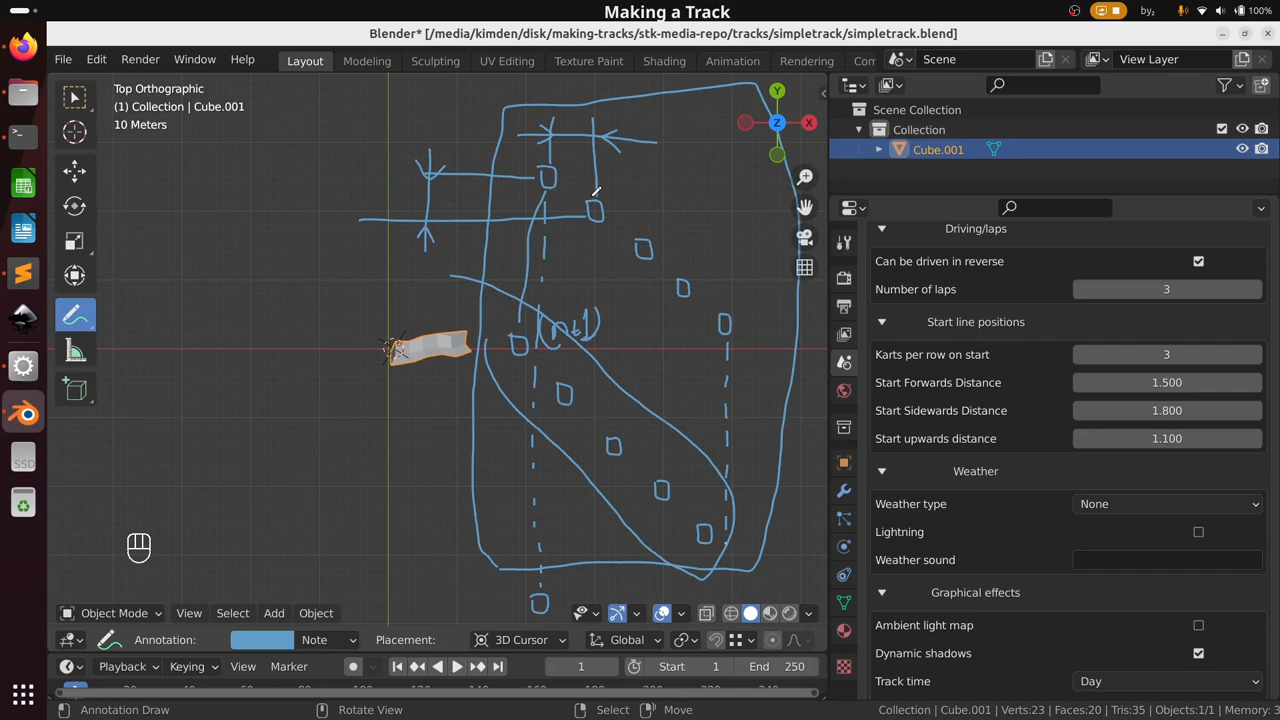 Making a Track
by₂ 100%
Blender* [/media/kimden/disk/making-tracks/stk-media-repo/tracks/simpletrack/simpletrack.blend]
File Edit Render Window Help Layout Modeling Sculpting UV Editing Texture Paint Shading Animation Rendering Com Scene View Layer
Top Orthographic
(1) Collection | Cube.001
10 Meters
Y
Z X
Scene Collection
Collection
Cube.001
Driving/laps
Can be driven in reverse
Number of laps 3
Start line positions
Karts per row on start 3
Start Forwards Distance 1.500
Start Sidewards Distance 1.800
Start upwards distance 1.100
Weather
Weather type None
Lightning
Weather sound
Graphical effects
Ambient light map
Dynamic shadows
Track time Day
(n+1)
SSD
Object Mode View Select Add Object
Annotation: Note Placement: 3D Cursor Global
Playback Keying View Marker 1 Start 1 End 250
Annotation Draw Rotate View Select Move Collection | Cube.001 | Verts:23 | Faces:20 | Tris:35 | Objects:1/1 | Memory: 3